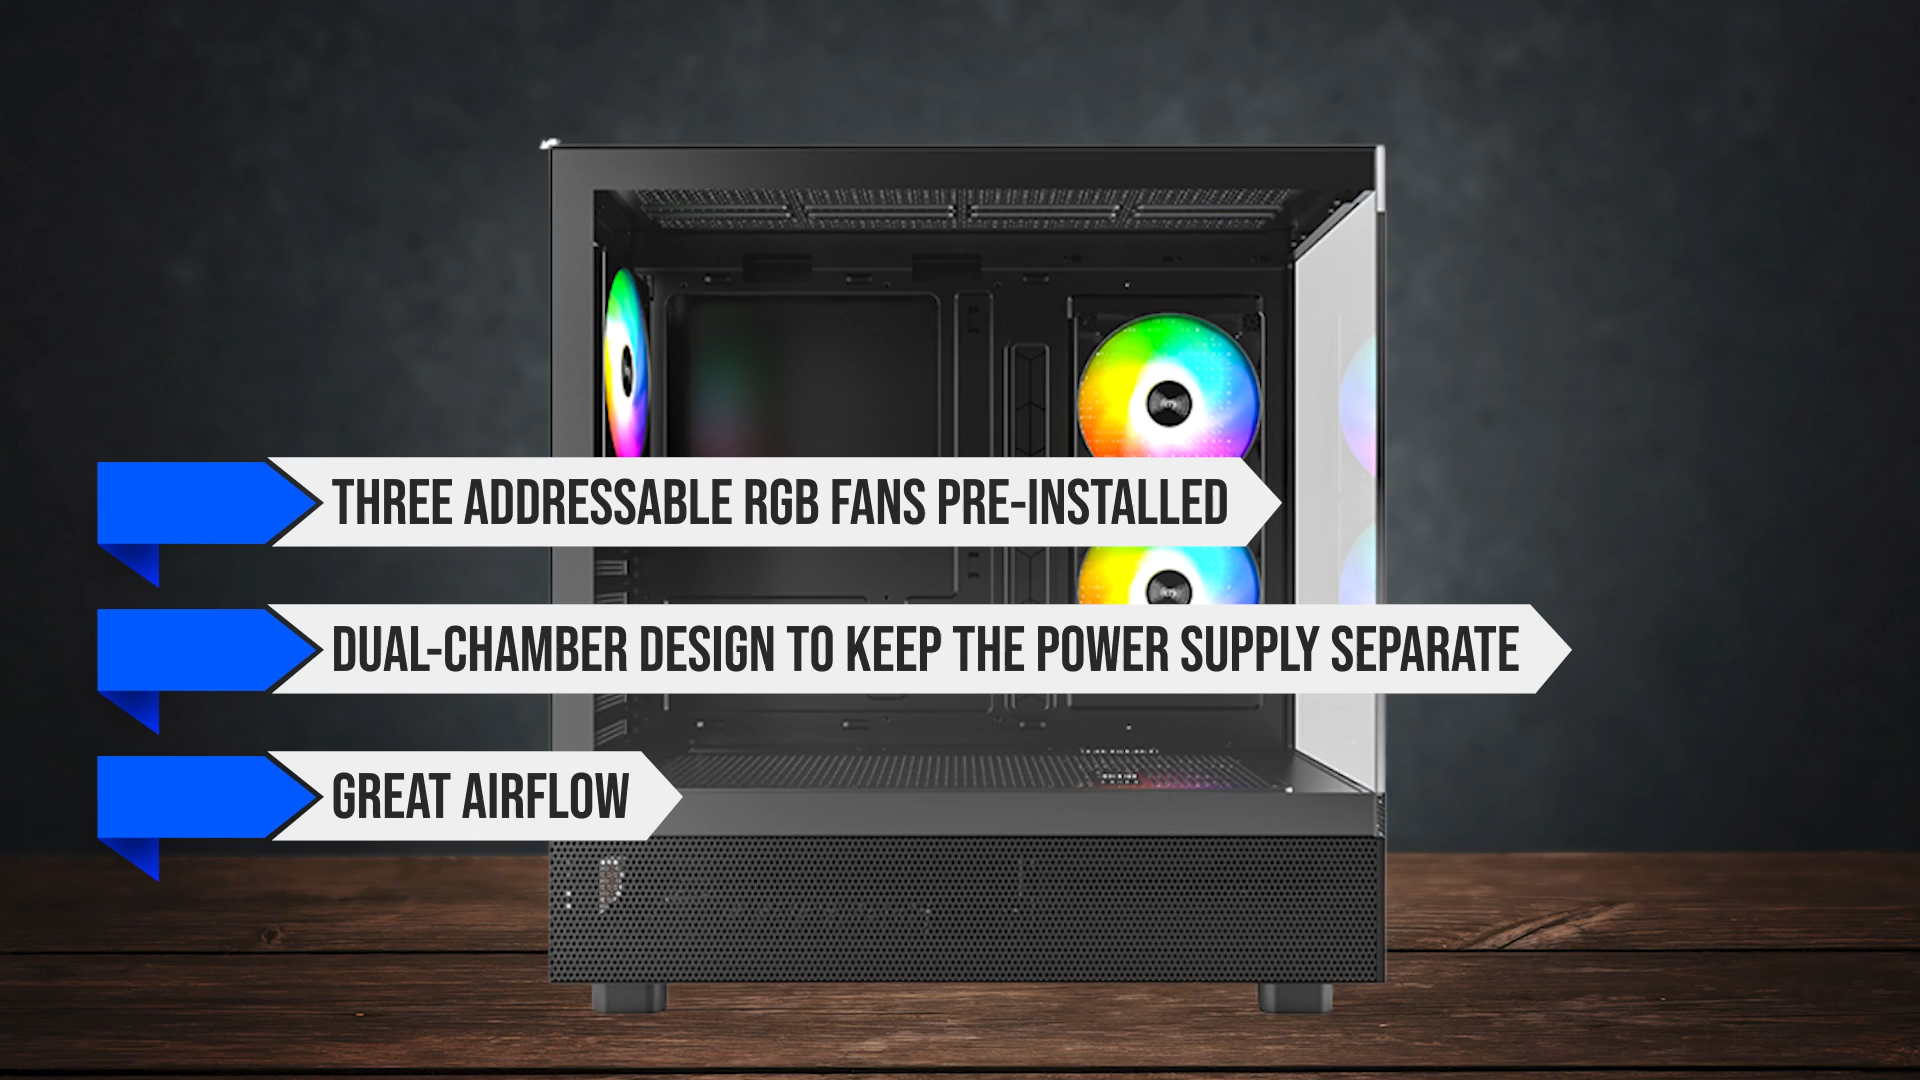 THREE ADDRESSABLE RGB FANS PRE-INSTALLED
DUAL-CHAMBER DESIGN TO KEEP THE POWER SUPPLY SEPARATE
GREAT AIRFLOW